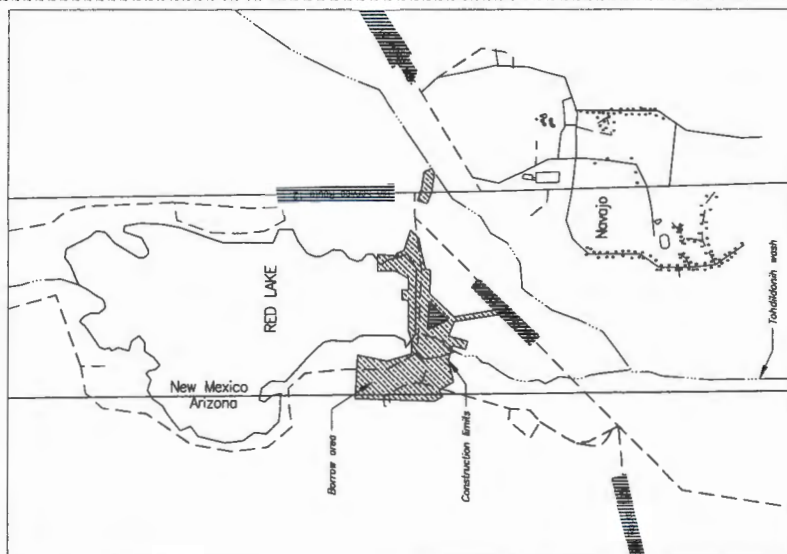 RED LAKE
New Mexico
Arizona
Borrow area
Construction limits
Navajo
Tohdildonih wash